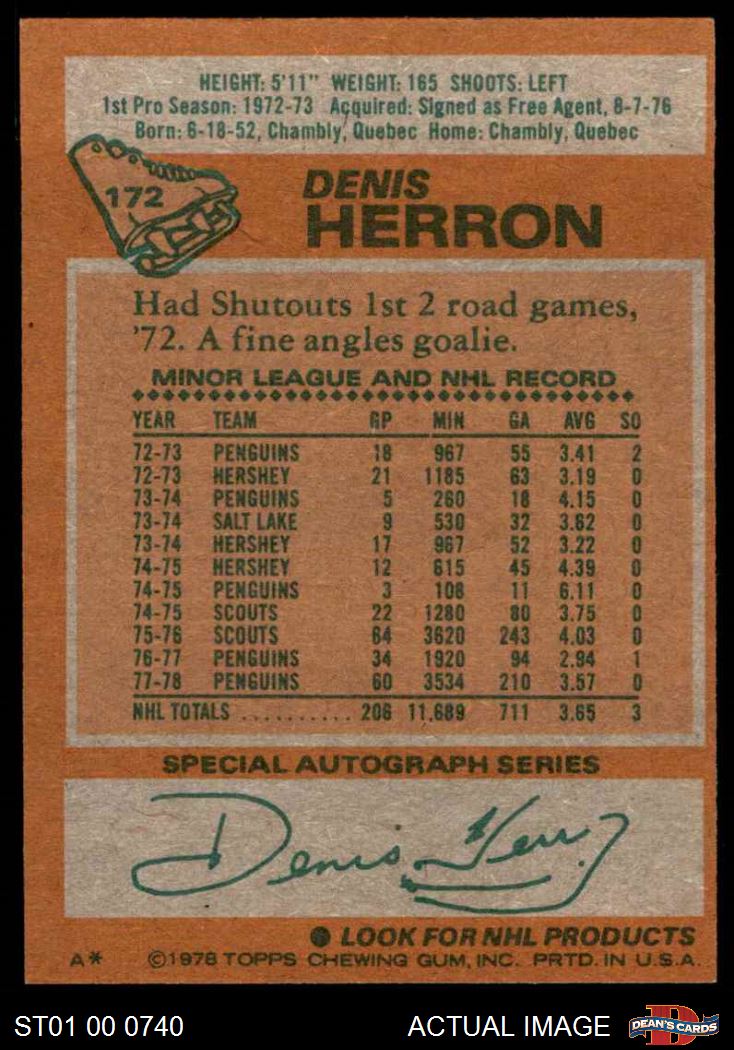 HEIGHT: 5'11" WEIGHT: 165 SHOOTS: LEFT
1st Pro Season: 1972-73 Acquired: Signed as Free Agent, 8-7-76
Born: 6-18-52, Chambly, Quebec Home: Chambly, Quebec
172
DENIS
HERRON
Had Shutouts 1st 2 road games,
'72. A fine angles goalie.
MINOR LEAGUE AND NHL RECORD
YEAR TEAM GP MIN GA AVG SO
72-73 PENGUINS 18 967 55 3.41 2
72-73 HERSHEY 21 1185 63 3.19 0
73-74 PENGUINS 5 260 18 4.15 0
73-74 SALT LAKE 9 530 32 3.62 0
73-74 HERSHEY 17 967 52 3.22 0
74-75 HERSHEY 12 615 45 4.39 0
74-75 PENGUINS 3 108 11 6.11 0
74-75 SCOUTS 22 1280 80 3.75 0
75-76 SCOUTS 64 3620 243 4.03 0
76-77 PENGUINS 34 1920 94 2.94 1
77-78 PENGUINS 60 3534 210 3.57 0
NHL TOTALS .......... 206 11,689 711 3.65 3
SPECIAL AUTOGRAPH SERIES
Denis Herron
● LOOK FOR NHL PRODUCTS
A* ©1978 TOPPS CHEWING GUM, INC. PRTD. IN U.S.A.
ST01 00 0740 ACTUAL IMAGE DEAN'S CARDS